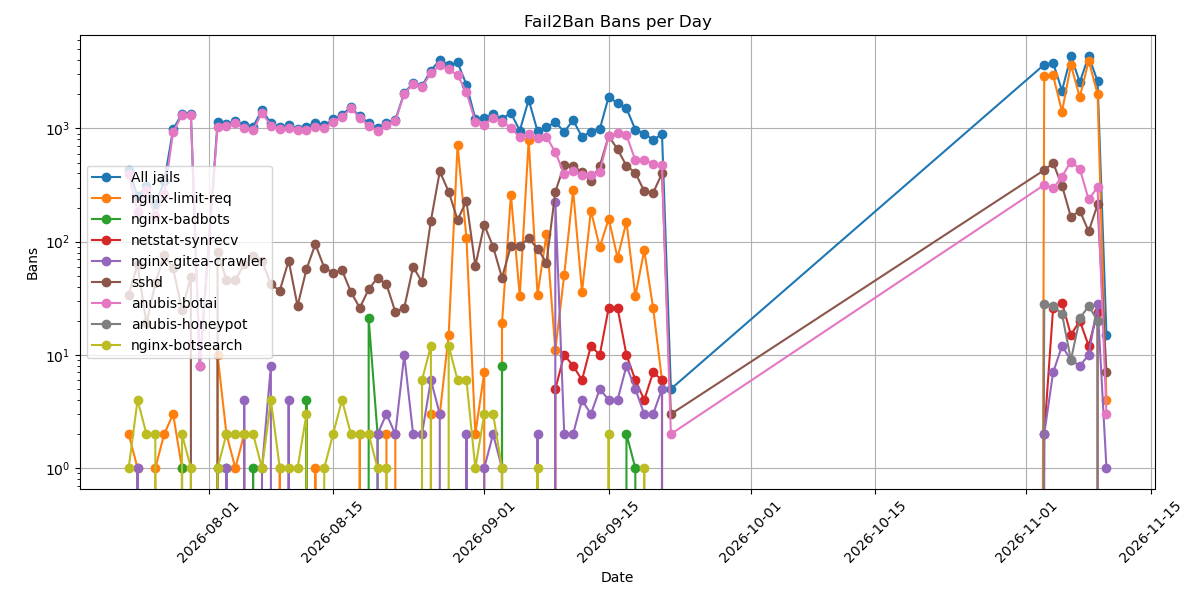 Fail2Ban Bans per Day
Bans
10³
10²
10¹
10⁰
All jails
nginx-limit-req
nginx-badbots
netstat-synrecv
nginx-gitea-crawler
sshd
anubis-botai
anubis-honeypot
nginx-botsearch
2026-08-01
2026-08-15
2026-09-01
2026-09-15
2026-10-01
2026-10-15
2026-11-01
2026-11-15
Date